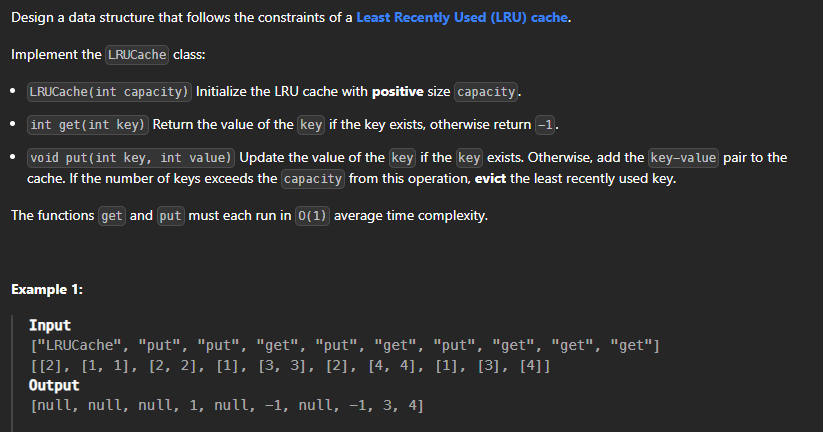 Design a data structure that follows the constraints of a Least Recently Used (LRU) cache.
Implement the LRUCache class:
• LRUCache(int capacity) Initialize the LRU cache with positive size capacity.
• int get(int key) Return the value of the key if the key exists, otherwise return -1.
• void put(int key, int value) Update the value of the key if the key exists. Otherwise, add the key-value pair to the
cache. If the number of keys exceeds the capacity from this operation, evict the least recently used key.
The functions get and put must each run in O(1) average time complexity.
Example 1:
Input
["LRUCache", "put", "put", "get", "put", "get", "put", "get", "get", "get"]
[[2], [1, 1], [2, 2], [1], [3, 3], [2], [4, 4], [1], [3], [4]]
Output
[null, null, null, 1, null, -1, null, -1, 3, 4]